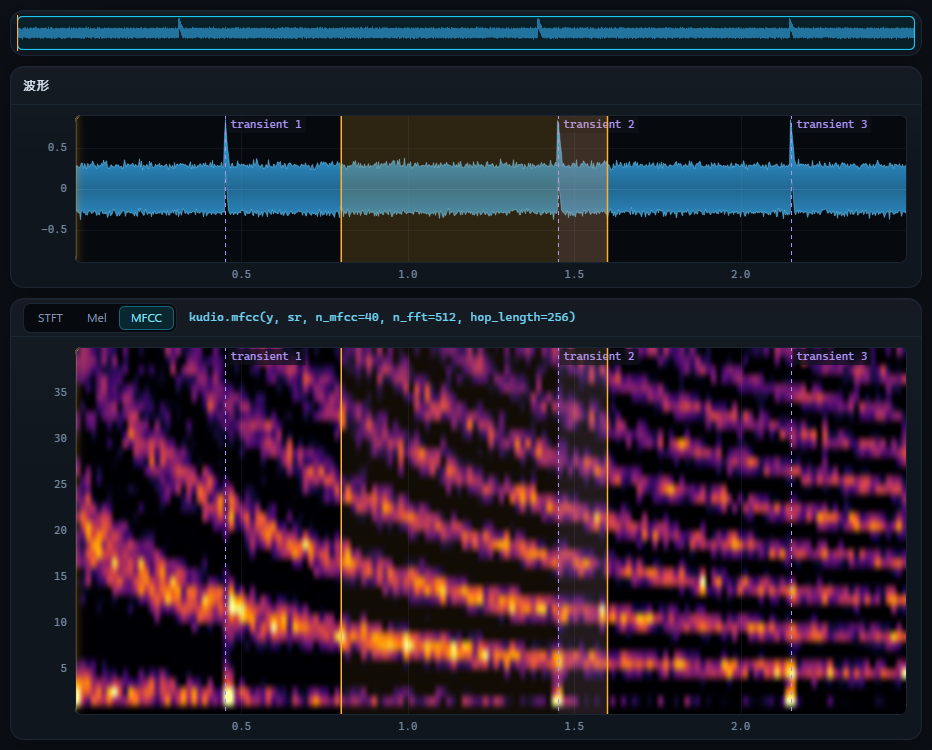 波形
transient 1
transient 2
transient 3
0.5
0
−0.5
0.5
1.0
1.5
2.0
STFT
Mel
MFCC
kudio.mfcc(y, sr, n_mfcc=40, n_fft=512, hop_length=256)
transient 1
transient 2
transient 3
35
30
25
20
15
10
5
0.5
1.0
1.5
2.0